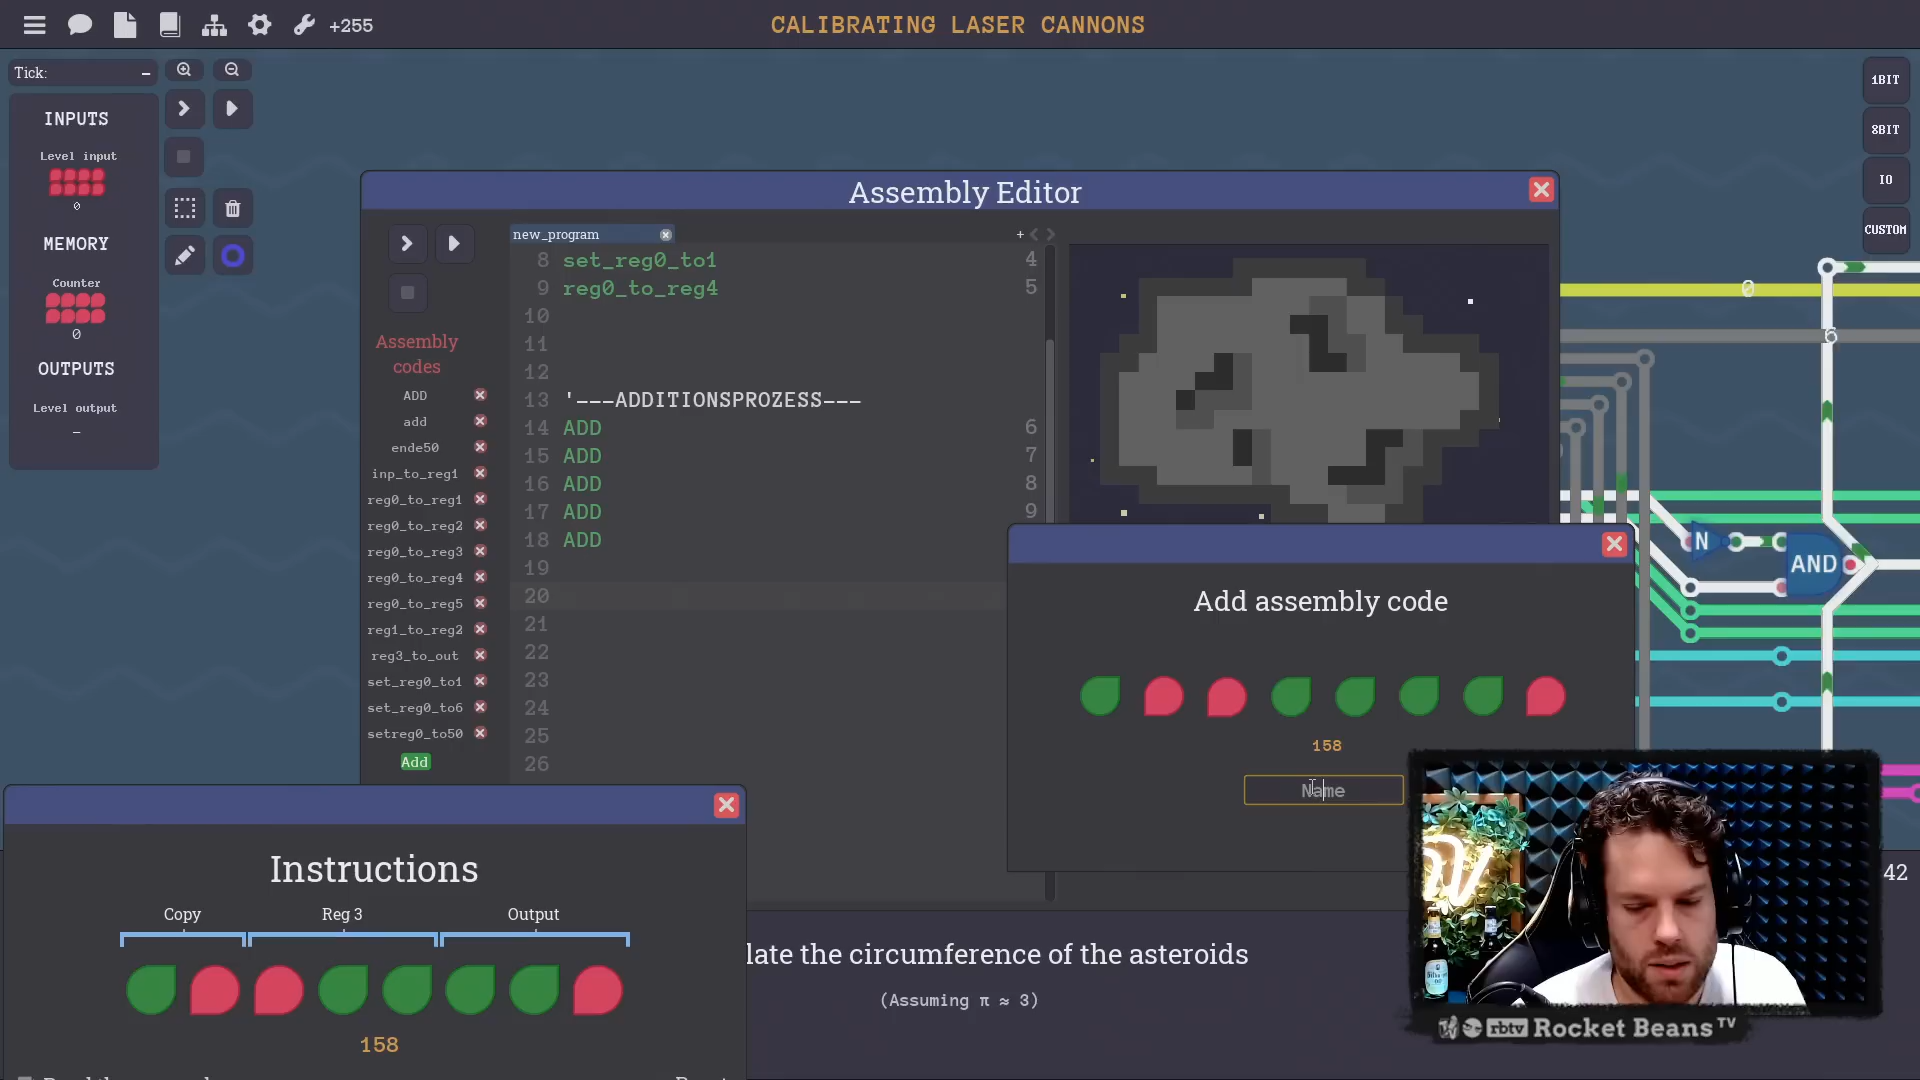 +255
CALIBRATING LASER CANNONS
Tick:
–
INPUTS
Level input
0
MEMORY
Counter
0
OUTPUTS
Level output
–
1BIT
8BIT
IO
CUSTOM
Assembly Editor
new_program
+
Assembly
codes
ADD
add
ende50
inp_to_reg1
reg0_to_reg1
reg0_to_reg2
reg0_to_reg3
reg0_to_reg4
reg0_to_reg5
reg1_to_reg2
reg3_to_out
set_reg0_to1
set_reg0_to6
setreg0_to50
Add
8 set_reg0_to1 4
9 reg0_to_reg4 5
10
11
12
13 '---ADDITIONSPROZESS---
14 ADD 6
15 ADD 7
16 ADD 8
17 ADD 9
18 ADD
19
20
21
22
23
24
25
26
0
6
N
AND
Add assembly code
158
Name
42
Instructions
Copy Reg 3 Output
158
late the circumference of the asteroids
(Assuming π ≈ 3)
rbtv Rocket Beans TV